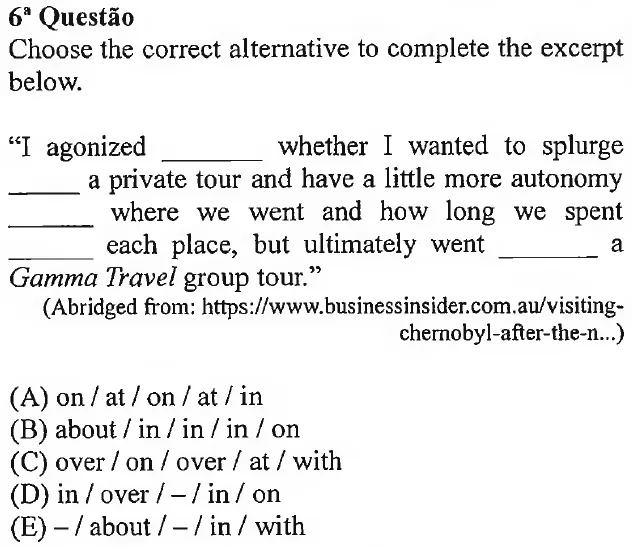 6ª Questão
Choose the correct alternative to complete the excerpt
below.
“I agonized ________ whether I wanted to splurge
______ a private tour and have a little more autonomy
_______ where we went and how long we spent
_______ each place, but ultimately went ________ a
Gamma Travel group tour.”
(Abridged from: https://www.businessinsider.com.au/visiting-
chernobyl-after-the-n...)
(A) on / at / on / at / in
(B) about / in / in / in / on
(C) over / on / over / at / with
(D) in / over / – / in / on
(E) – / about / – / in / with